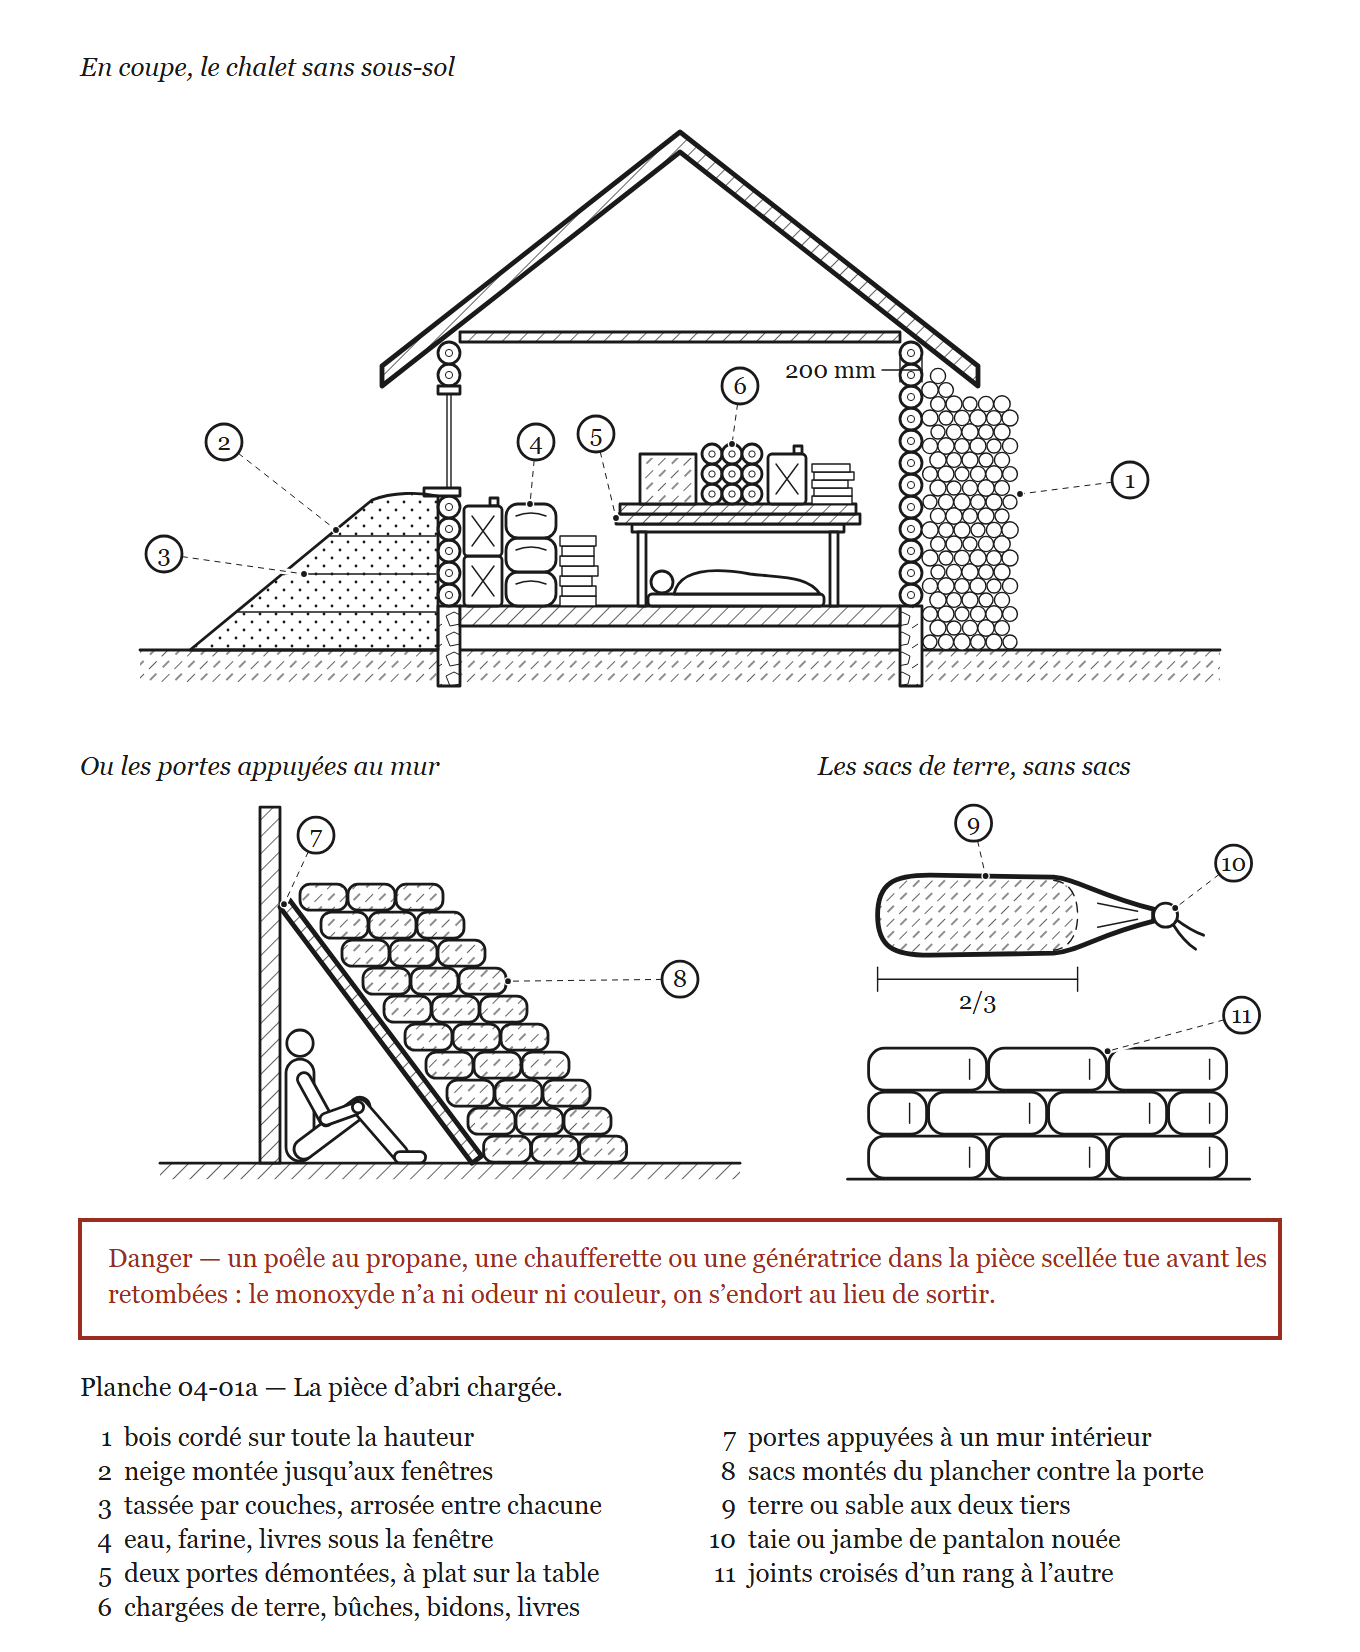 En coupe, le chalet sans sous-sol
200 mm
6
2
4
5
1
3
Ou les portes appuyées au mur
Les sacs de terre, sans sacs
7
9
10
8
2/3
11
Danger — un poêle au propane, une chaufferette ou une génératrice dans la pièce scellée tue avant les
retombées : le monoxyde n’a ni odeur ni couleur, on s’endort au lieu de sortir.
Planche 04-01a — La pièce d’abri chargée.
1 bois cordé sur toute la hauteur
2 neige montée jusqu’aux fenêtres
3 tassée par couches, arrosée entre chacune
4 eau, farine, livres sous la fenêtre
5 deux portes démontées, à plat sur la table
6 chargées de terre, bûches, bidons, livres
7 portes appuyées à un mur intérieur
8 sacs montés du plancher contre la porte
9 terre ou sable aux deux tiers
10 taie ou jambe de pantalon nouée
11 joints croisés d’un rang à l’autre